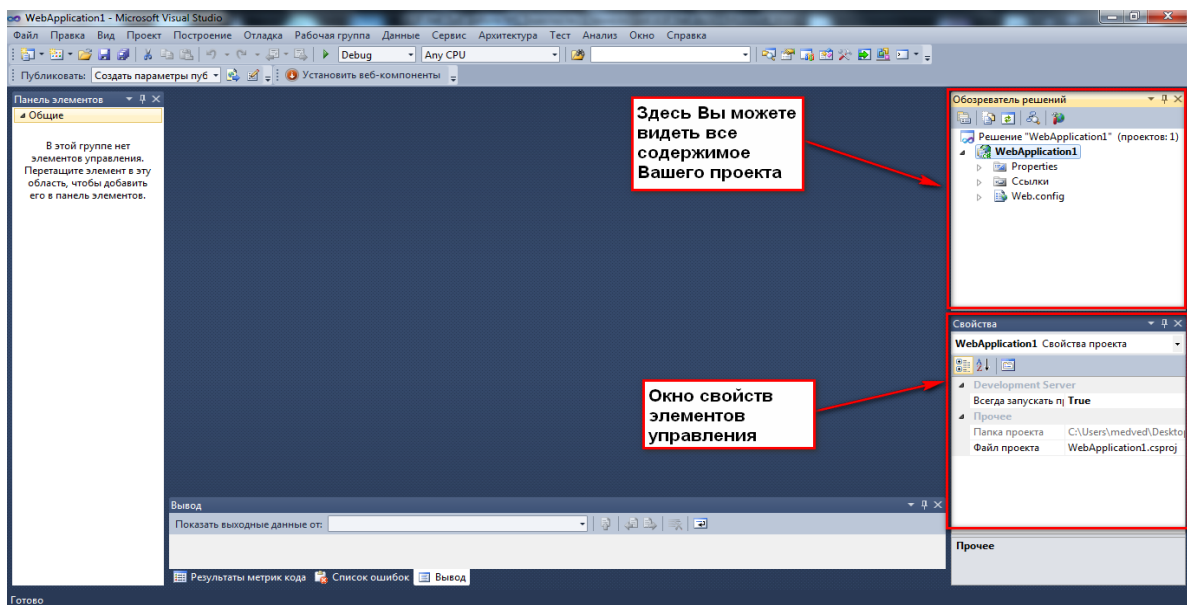 WebApplication1 - Microsoft Visual Studio
Файл Правка Вид Проект Построение Отладка Рабочая группа Данные Сервис Архитектура Тест Анализ Окно Справка
Debug Any CPU
Публиковать: Создать параметры пуб Установить веб-компоненты
Панель элементов
Общие
В этой группе нет
элементов управления.
Перетащите элемент в эту
область, чтобы добавить
его в панель элементов.
Здесь Вы можете
видеть все
содержимое
Вашего проекта
Обозреватель решений
Решение "WebApplication1" (проектов: 1)
WebApplication1
Properties
Ссылки
Web.config
Окно свойств
элементов
управления
Свойства
WebApplication1 Свойства проекта
Development Server
Всегда запускать п True
Прочее
Папка проекта C:\Users\medved\Deskto
Файл проекта WebApplication1.csproj
Прочее
Вывод
Показать выходные данные от:
Результаты метрик кода Список ошибок Вывод
Готово